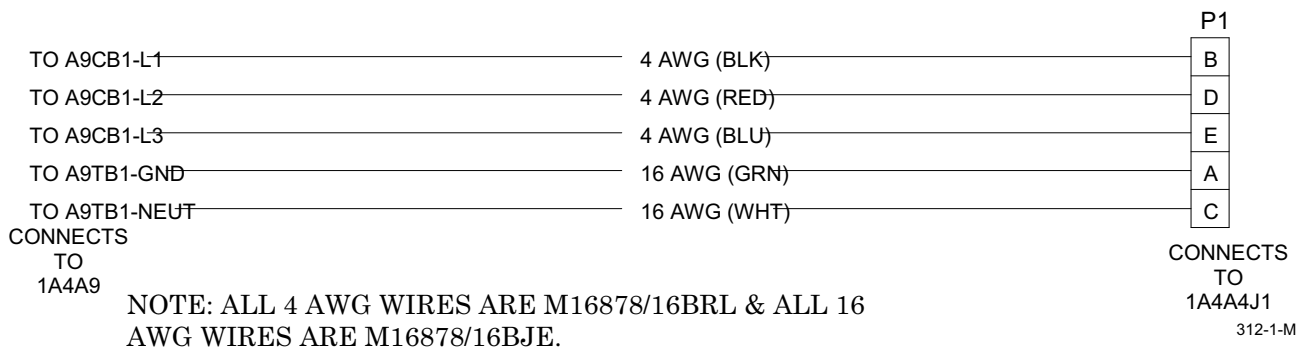 P1
TO A9CB1-L1 4 AWG (BLK) B
TO A9CB1-L2 4 AWG (RED) D
TO A9CB1-L3 4 AWG (BLU) E
TO A9TB1-GND 16 AWG (GRN) A
TO A9TB1-NEUT 16 AWG (WHT) C
CONNECTS
TO
1A4A9
CONNECTS
TO
1A4A4J1
NOTE: ALL 4 AWG WIRES ARE M16878/16BRL & ALL 16
AWG WIRES ARE M16878/16BJE.
312-1-M